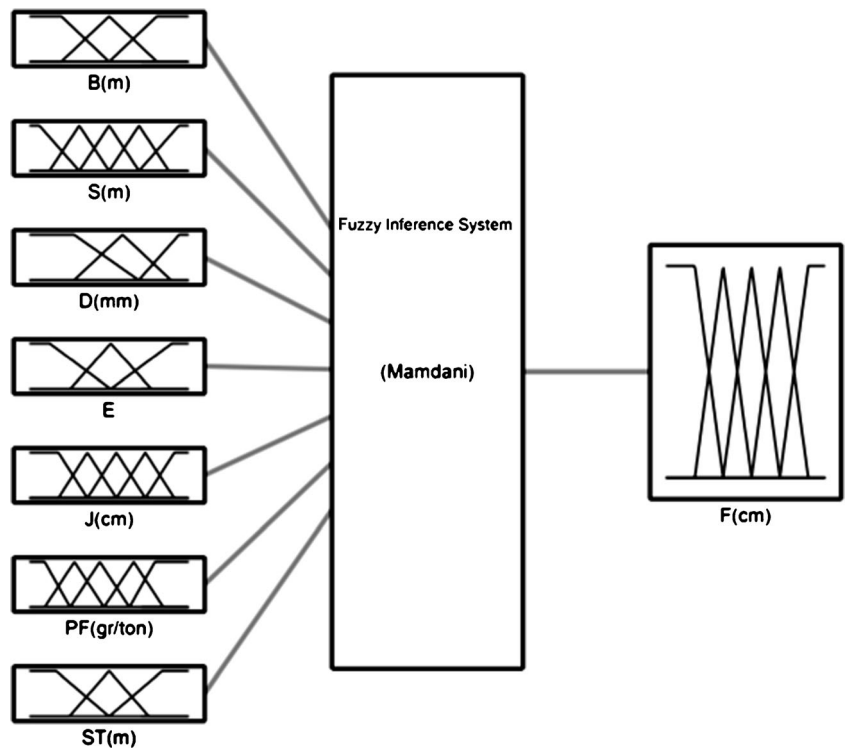 B(m)
S(m)
D(mm)
E
J(cm)
PF(gr/ton)
ST(m)
Fuzzy Inference System
(Mamdani)
F(cm)